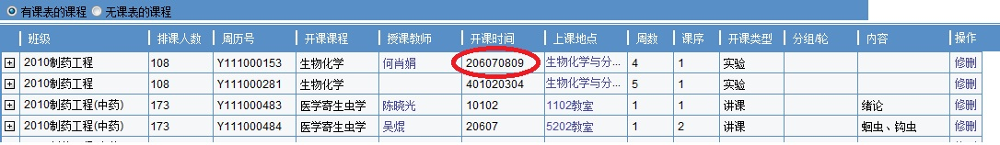 有课表的课程 无课表的课程
班级 排课人数 周历号 开课课程 授课教师 开课时间 上课地点 周数 课序 开课类型 分组/轮 内容 操作
2010制药工程 108 Y111000153 生物化学 何肖娟 206070809 生物化学与分... 4 1 实验 修删
2010制药工程 108 Y111000281 生物化学 401020304 生物化学与分... 5 1 实验 修删
2010制药工程(中药) 173 Y111000483 医学寄生虫学 陈晓光 10102 1102教室 1 1 讲课 绪论 修删
2010制药工程(中药) 173 Y111000484 医学寄生虫学 吴焜 20607 5202教室 1 2 讲课 蛔虫、钩虫 修删